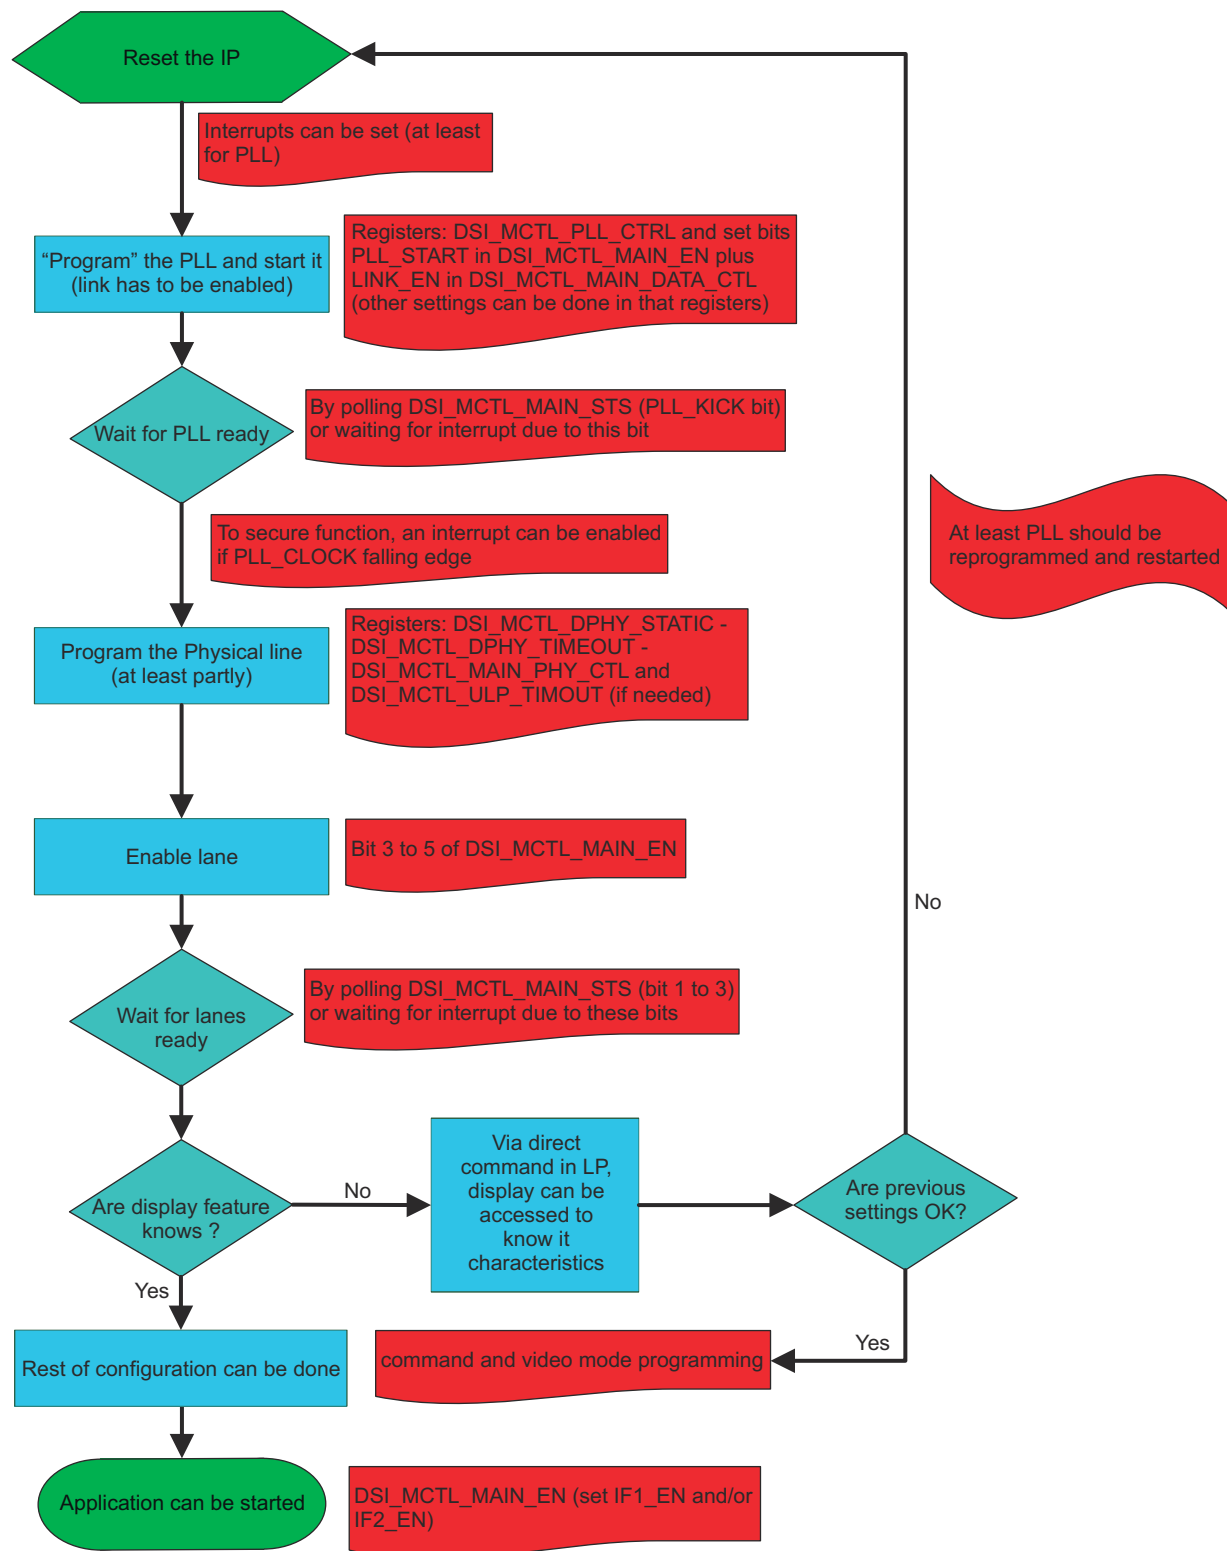 Reset the IP
Interrupts can be set (at least
for PLL)
“Program” the PLL and start it
(link has to be enabled)
Registers: DSI_MCTL_PLL_CTRL and set bits
PLL_START in DSI_MCTL_MAIN_EN plus
LINK_EN in DSI_MCTL_MAIN_DATA_CTL
(other settings can be done in that registers)
Wait for PLL ready
By polling DSI_MCTL_MAIN_STS (PLL_KICK bit)
or waiting for interrupt due to this bit
To secure function, an interrupt can be enabled
if PLL_CLOCK falling edge
At least PLL should be
reprogrammed and restarted
Program the Physical line
(at least partly)
Registers: DSI_MCTL_DPHY_STATIC -
DSI_MCTL_DPHY_TIMEOUT -
DSI_MCTL_MAIN_PHY_CTL and
DSI_MCTL_ULP_TIMOUT (if needed)
Enable lane
Bit 3 to 5 of DSI_MCTL_MAIN_EN
No
Wait for lanes
ready
By polling DSI_MCTL_MAIN_STS (bit 1 to 3)
or waiting for interrupt due to these bits
Are display feature
knows ?
No
Via direct
command in LP,
display can be
accessed to
know it
characteristics
Are previous
settings OK?
Yes
Yes
Rest of configuration can be done
command and video mode programming
Application can be started
DSI_MCTL_MAIN_EN (set IF1_EN and/or
IF2_EN)